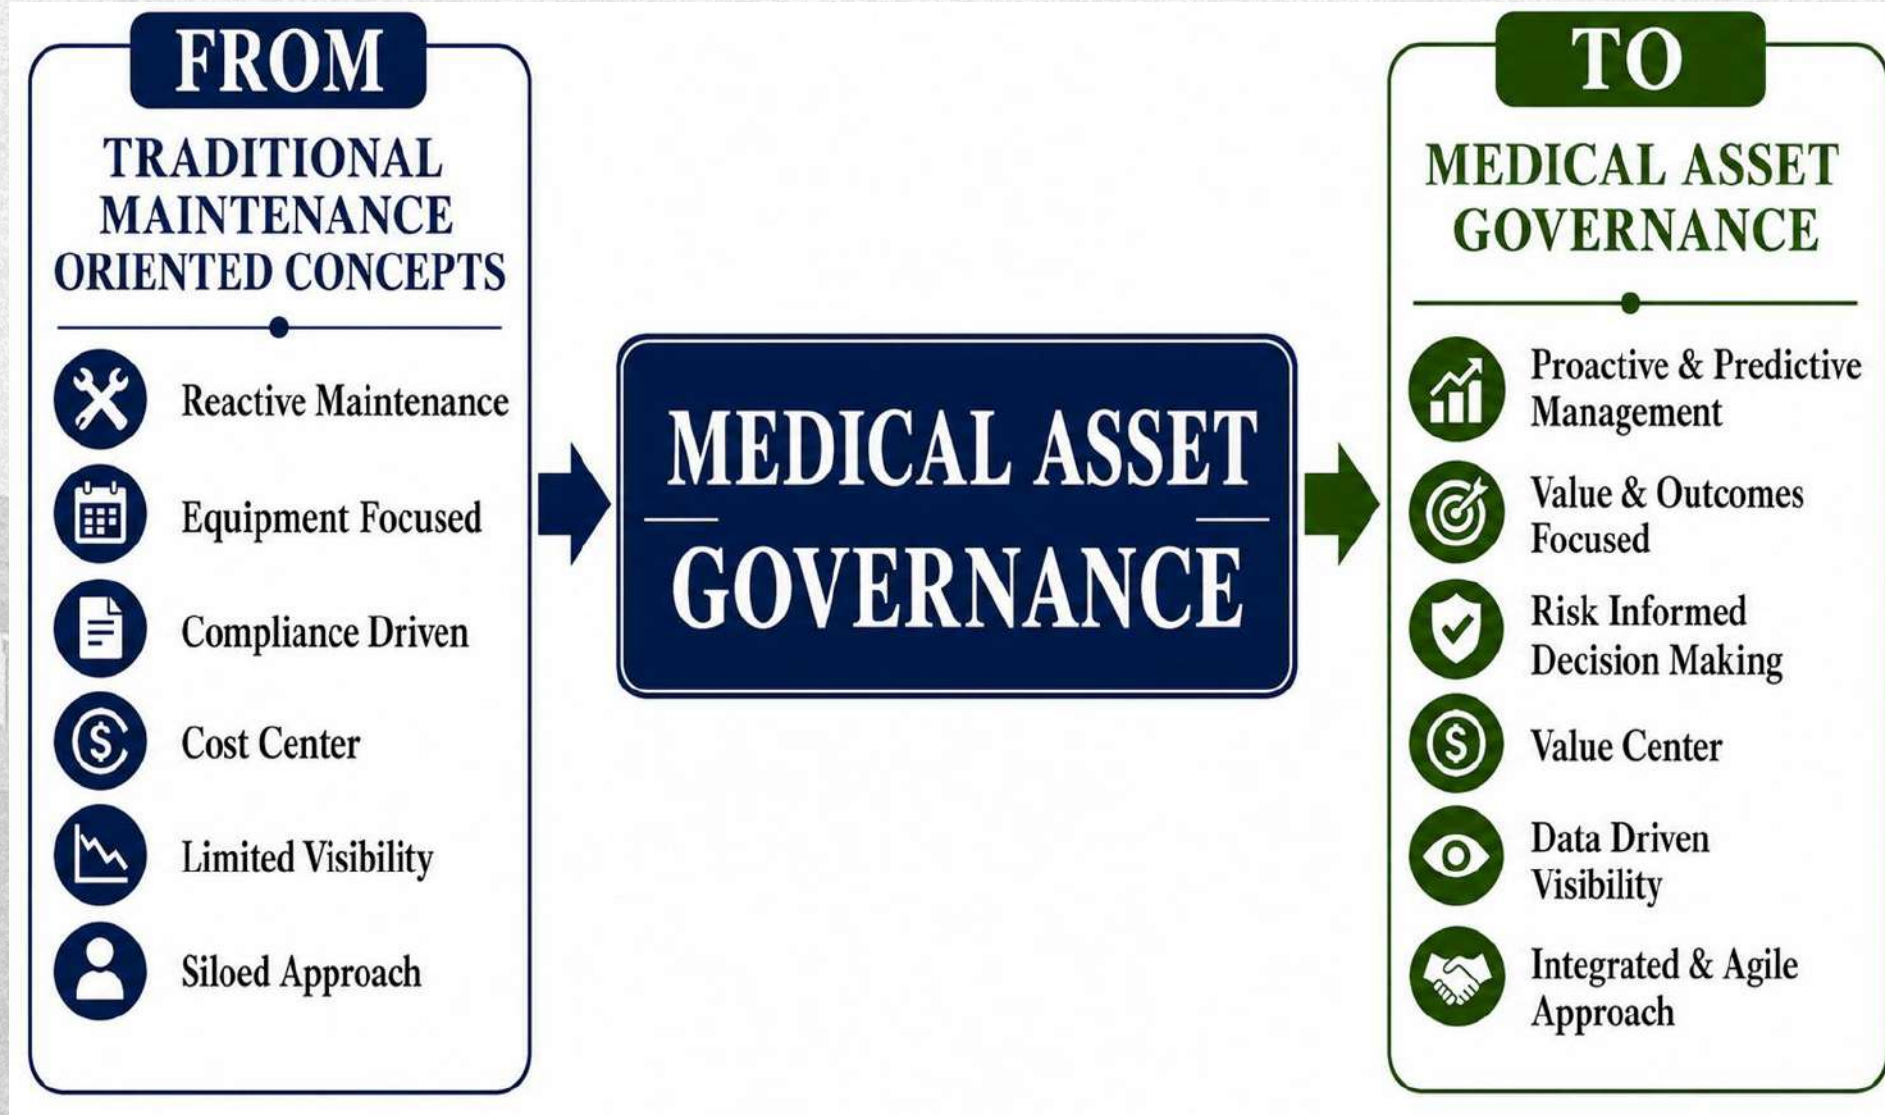 FROM
TRADITIONAL
MAINTENANCE
ORIENTED CONCEPTS
Reactive Maintenance
Equipment Focused
Compliance Driven
Cost Center
Limited Visibility
Siloed Approach
MEDICAL ASSET
GOVERNANCE
TO
MEDICAL ASSET
GOVERNANCE
Proactive & Predictive
Management
Value & Outcomes
Focused
Risk Informed
Decision Making
Value Center
Data Driven
Visibility
Integrated & Agile
Approach